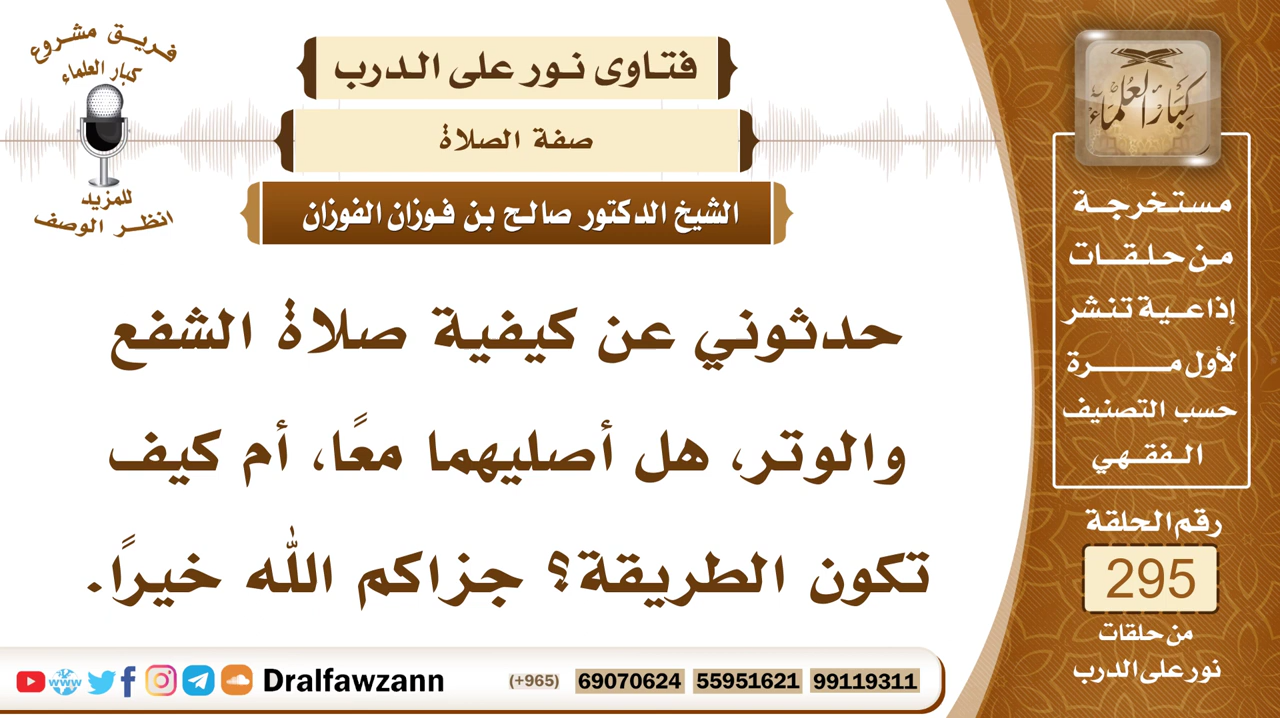 فريق مشروع
كبار العلماء
للمزيد
انظر الوصف
فتاوى نور على الدرب
صفة الصلاة
الشيخ الدكتور صالح بن فوزان الفوزان
حدثوني عن كيفية صلاة الشفع
والوتر، هل أصليهما معًا، أم كيف
تكون الطريقة؟ جزاكم الله خيرًا.
كبار العلماء
مستخرجة
من حلقات
إذاعية تنشر
لأول مرة
حسب التصنيف
الفقهي
رقم الحلقة
295
من حلقات
نور على الدرب
www Dralfawzann (+965) 69070624 55951621 99119311